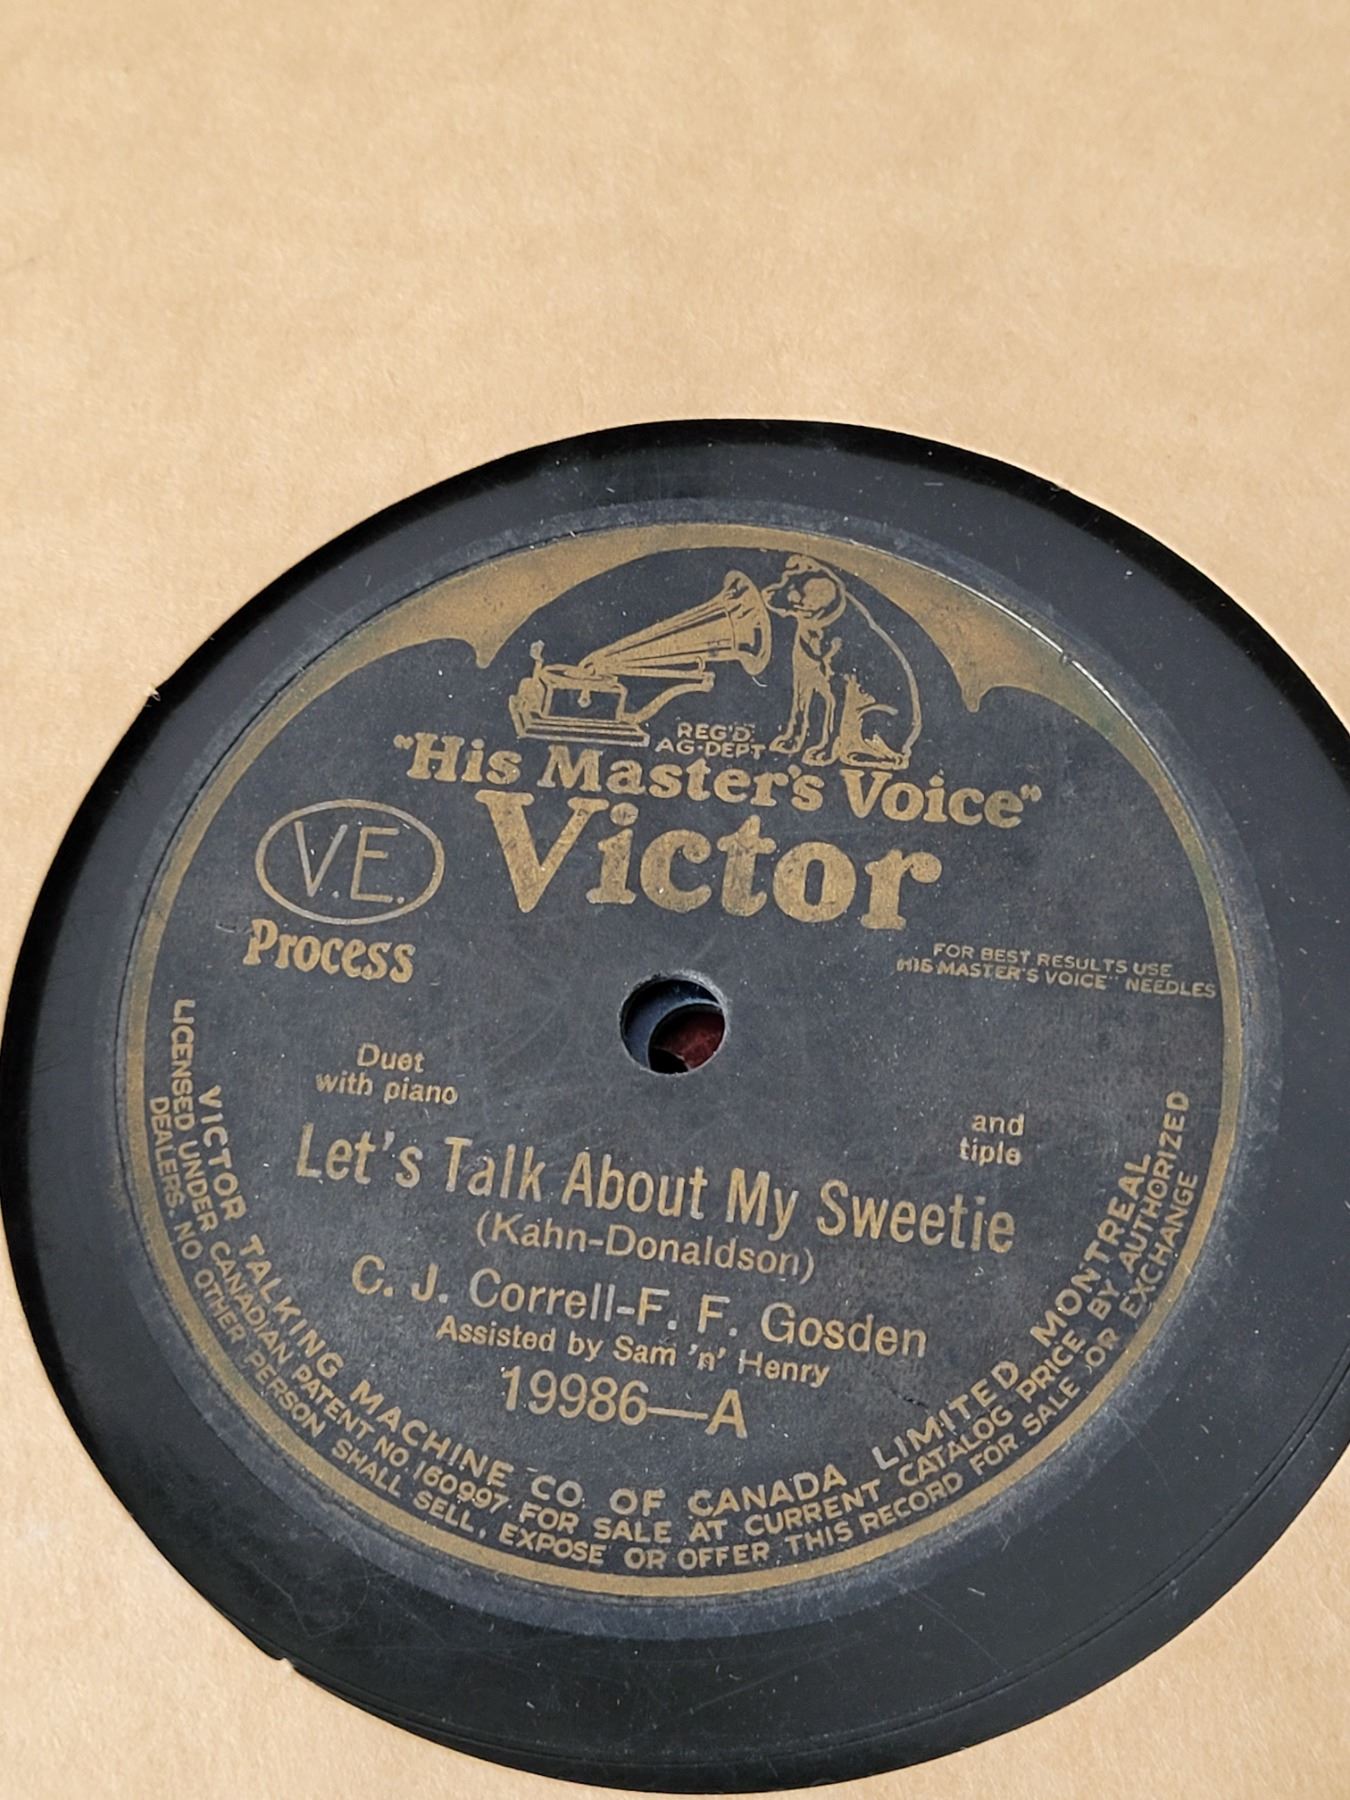 REG'D.
AG·DEPT
"His Master's Voice"
Victor
V.E.
Process
FOR BEST RESULTS USE
HIS MASTER'S VOICE" NEEDLES
Duet
with piano
and
tiple
Let's Talk About My Sweetie
(Kahn-Donaldson)
C. J. Correll-F. F. Gosden
Assisted by Sam 'n' Henry
19986—A
VICTOR TALKING MACHINE CO. OF CANADA LIMITED MONTREAL
LICENSED UNDER CANADIAN PATENT NO 160997 FOR SALE AT CURRENT CATALOG PRICE BY AUTHORIZED
DEALERS. NO OTHER PERSON SHALL SELL, EXPOSE OR OFFER THIS RECORD FOR SALE OR EXCHANGE